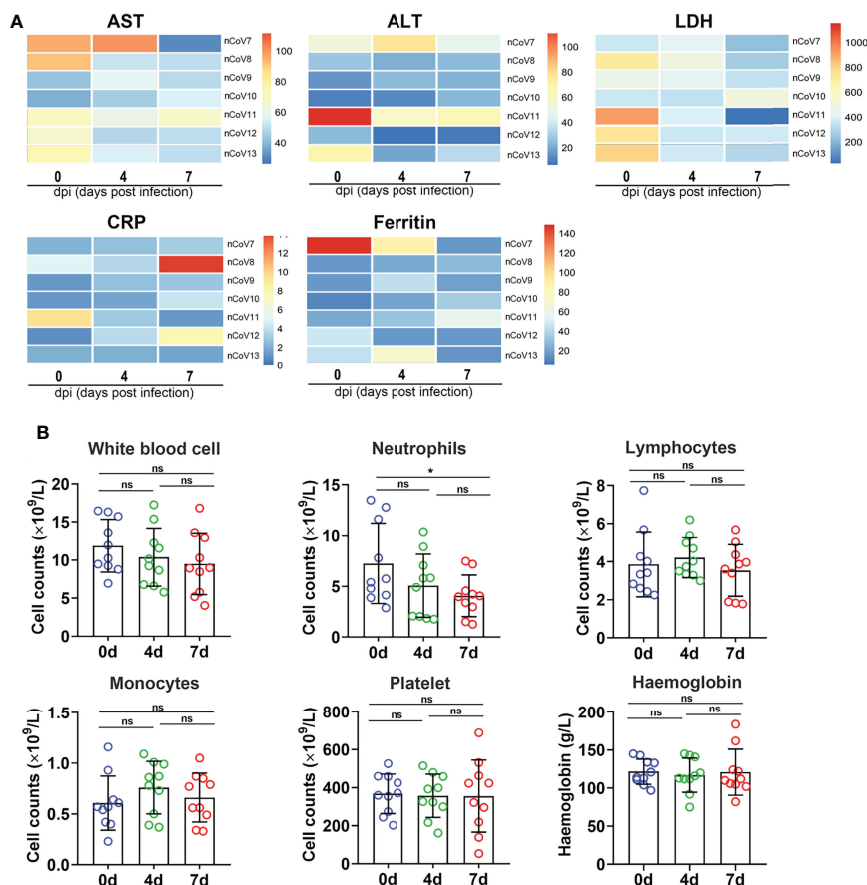 A
AST
nCoV7
nCoV8
nCoV9
nCoV10
nCoV11
nCoV12
nCoV13
100
80
60
40
0 4 7
dpi (days post infection)
ALT
nCoV7
nCoV8
nCoV9
nCoV10
nCoV11
nCoV12
nCoV13
100
80
60
40
20
0 4 7
dpi (days post infection)
LDH
nCoV7
nCoV8
nCoV9
nCoV10
nCoV11
nCoV12
nCoV13
1000
800
600
400
200
0 4 7
dpi (days post infection)
CRP
nCoV7
nCoV8
nCoV9
nCoV10
nCoV11
nCoV12
nCoV13
14
12
10
8
6
4
2
0
0 4 7
dpi (days post infection)
Ferritin
nCoV7
nCoV8
nCoV9
nCoV10
nCoV11
nCoV12
nCoV13
140
120
100
80
60
40
20
0 4 7
dpi (days post infection)
B
White blood cell
ns
ns ns
Cell counts (×10⁹/L)
20
15
10
5
0
0d 4d 7d
Neutrophils
*
ns ns
Cell counts (×10⁹/L)
15
10
5
0
0d 4d 7d
Lymphocytes
ns
ns ns
Cell counts (×10⁹/L)
8
6
4
2
0
0d 4d 7d
Monocytes
ns
ns ns
Cell counts (×10⁹/L)
1.5
1.0
0.5
0.0
0d 4d 7d
Platelet
ns
ns ns
Cell counts (×10⁹/L)
800
600
400
200
0
0d 4d 7d
Haemoglobin
ns
ns ns
Haemoglobin (g/L)
200
150
100
50
0
0d 4d 7d